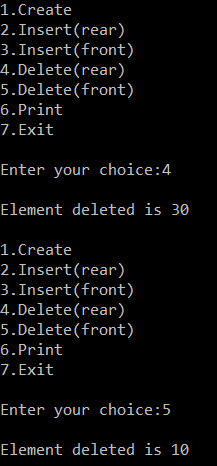 1.Create
2.Insert(rear)
3.Insert(front)
4.Delete(rear)
5.Delete(front)
6.Print
7.Exit
Enter your choice:4
Element deleted is 30
1.Create
2.Insert(rear)
3.Insert(front)
4.Delete(rear)
5.Delete(front)
6.Print
7.Exit
Enter your choice:5
Element deleted is 10